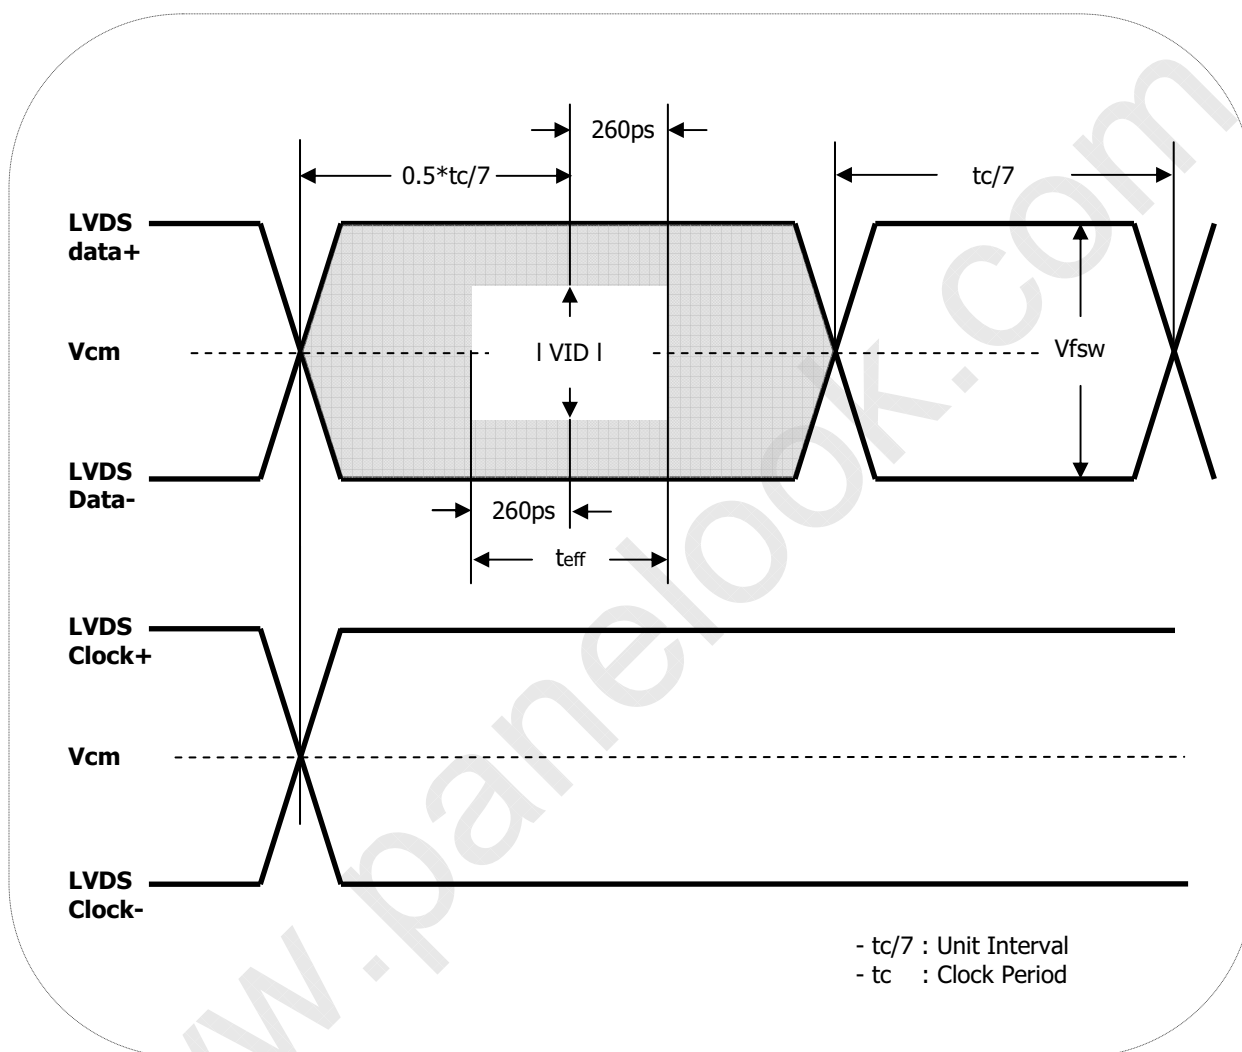 260ps
0.5*tc/7
tc/7
LVDS
data+
Vcm
l VID l
Vfsw
LVDS
Data-
260ps
teff
LVDS
Clock+
Vcm
LVDS
Clock-
- tc/7 : Unit Interval
- tc : Clock Period
w.panelook.com